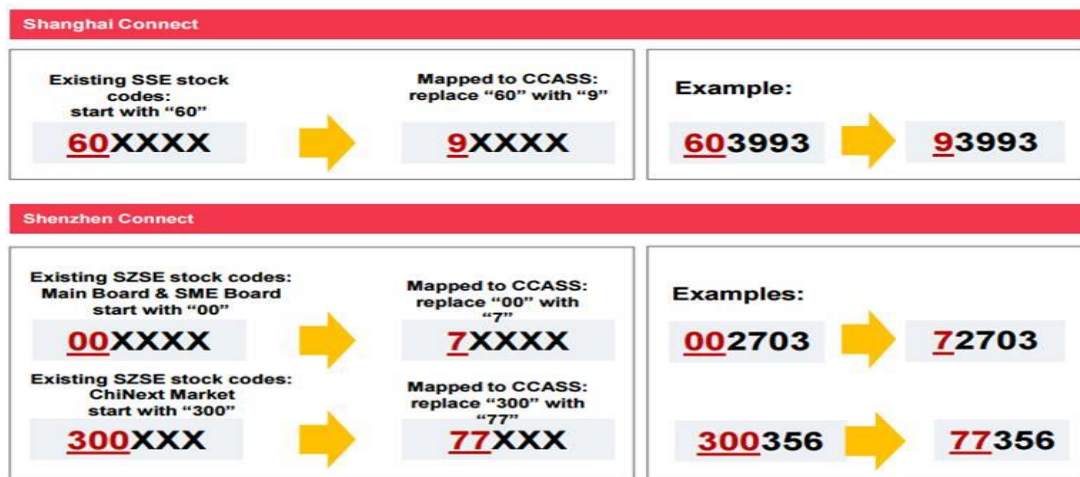 Shanghai Connect
Existing SSE stock
codes:
start with “60”
60XXXX
Mapped to CCASS:
replace “60” with “9”
9XXXX
Example:
603993
93993
Shenzhen Connect
Existing SZSE stock codes:
Main Board & SME Board
start with “00”
00XXXX
Mapped to CCASS:
replace “00” with
“7”
7XXXX
Existing SZSE stock codes:
ChiNext Market
start with “300”
300XXX
Mapped to CCASS:
replace “300” with
“77”
77XXX
Examples:
002703
72703
300356
77356